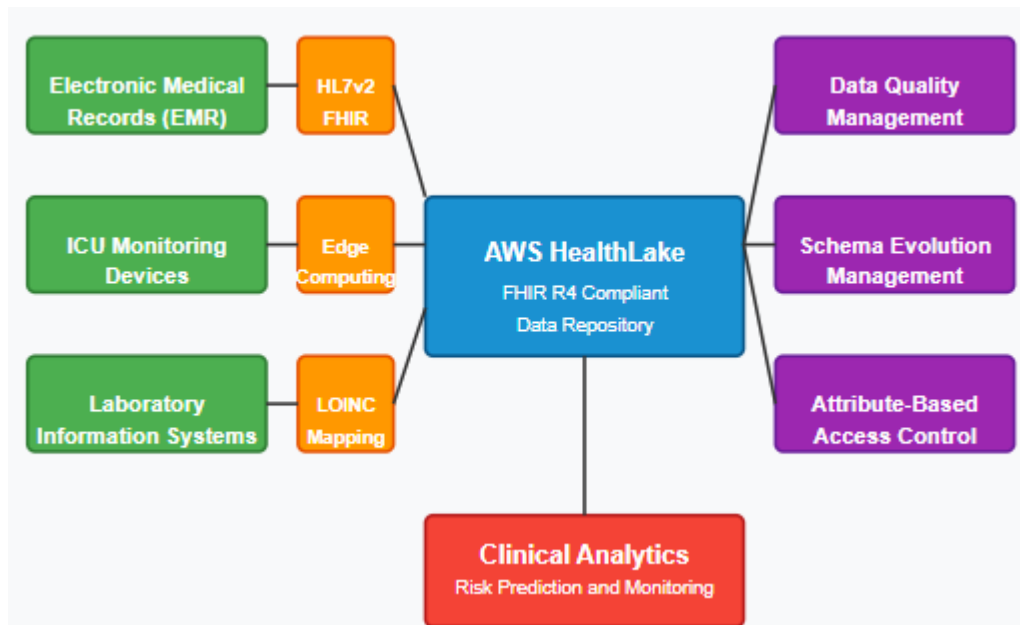 Electronic Medical
Records (EMR)
HL7v2
FHIR
Data Quality
Management
ICU Monitoring
Devices
Edge
Computing
AWS HealthLake
FHIR R4 Compliant
Data Repository
Schema Evolution
Management
Laboratory
Information Systems
LOINC
Mapping
Attribute-Based
Access Control
Clinical Analytics
Risk Prediction and Monitoring